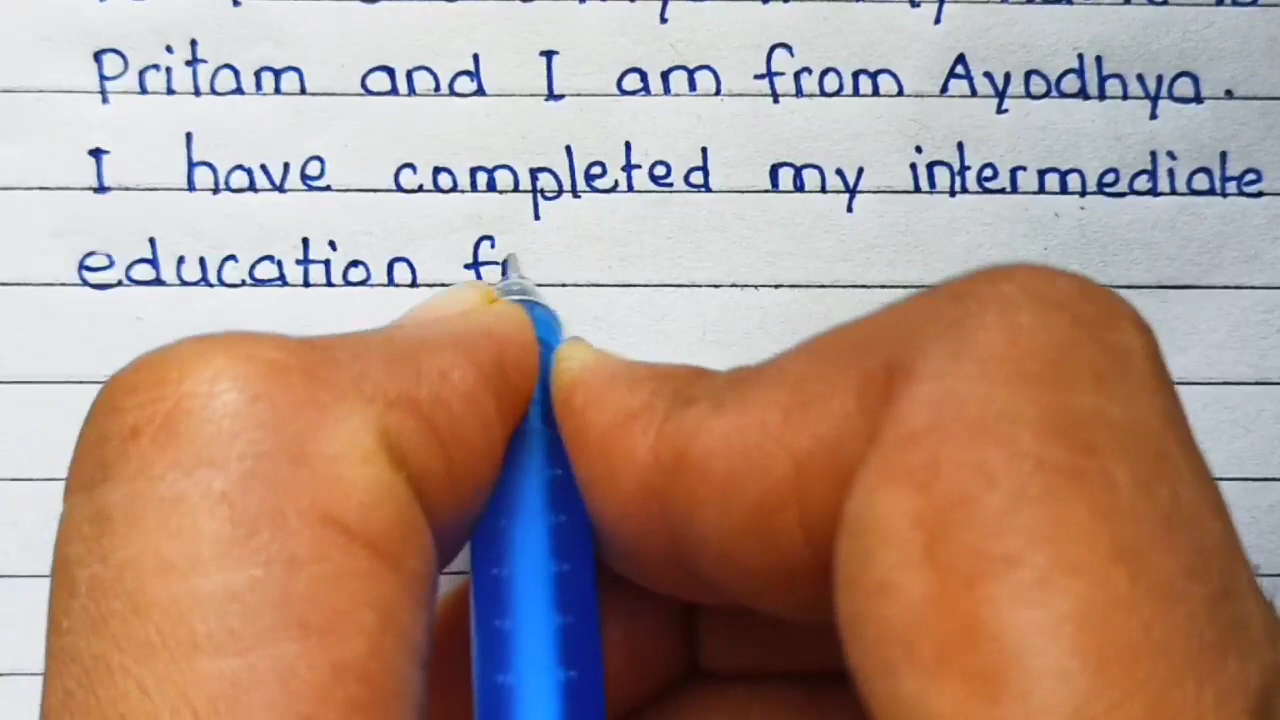 Pritam and I am from Ayodhya.
I have completed my intermediate
education